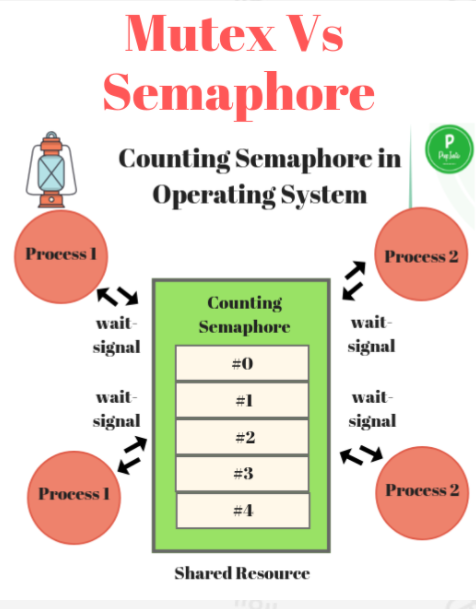 Mutex Vs
Semaphore
P
PrepInsta
Counting Semaphore in
Operating System
Process 1
Process 2
Counting
Semaphore
wait-
signal
wait-
signal
#0
#1
#2
#3
#4
wait-
signal
wait-
signal
Process 1
Process 2
Shared Resource